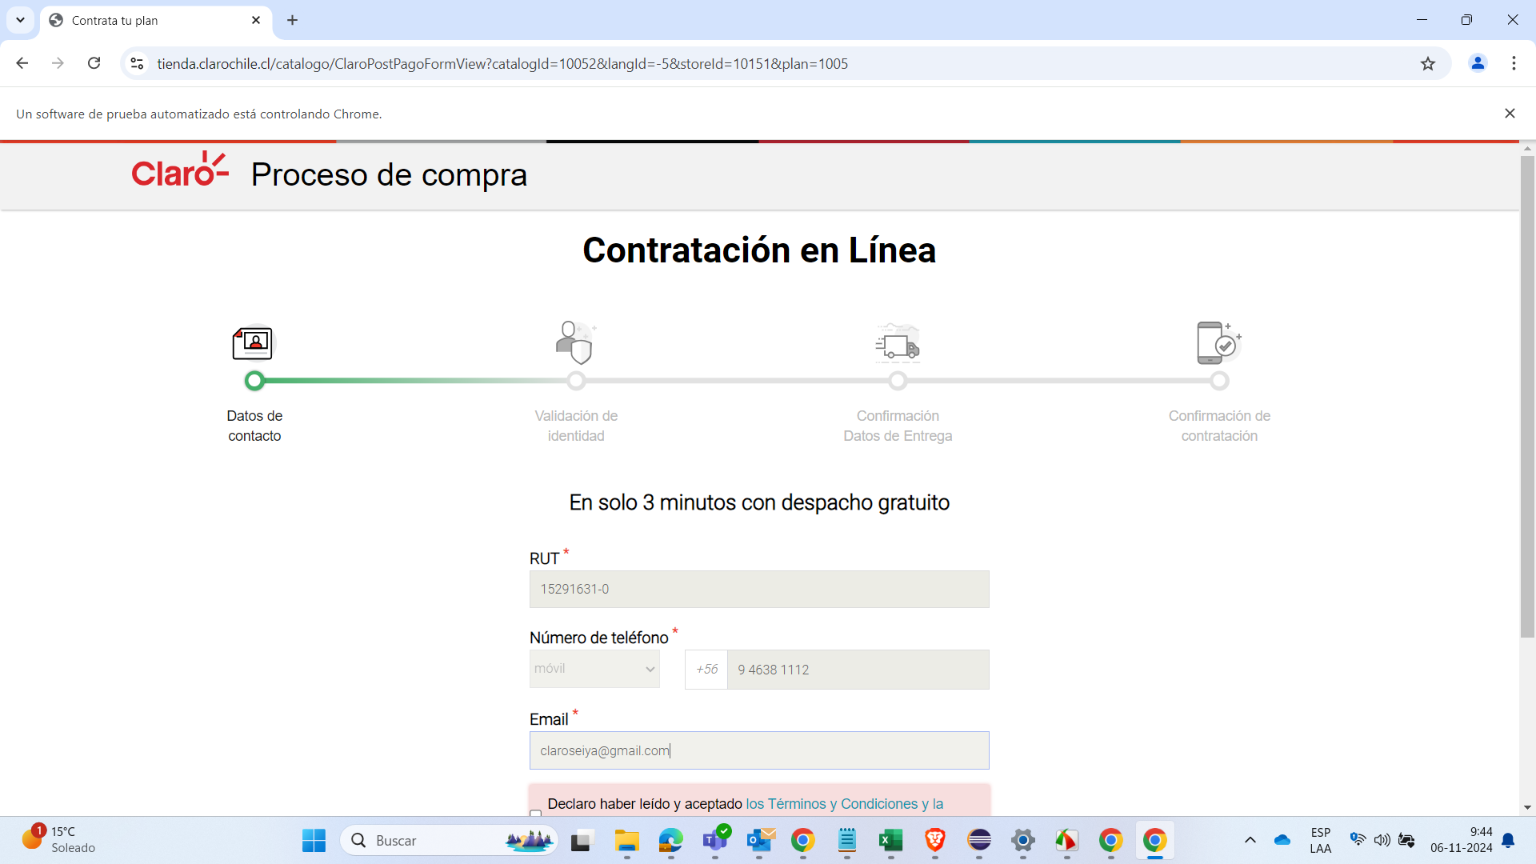 Contrata tu plan
tienda.clarochile.cl/catalogo/ClaroPostPagoFormView?catalogId=10052&langId=-5&storeId=10151&plan=1005
Un software de prueba automatizado está controlando Chrome.
Claro Proceso de compra
Contratación en Línea
Datos de contacto
Validación de identidad
Confirmación Datos de Entrega
Confirmación de contratación
En solo 3 minutos con despacho gratuito
RUT *
15291631-0
Número de teléfono *
móvil +56 9 4638 1112
Email *
claroseiya@gmail.com
Declaro haber leído y aceptado los Términos y Condiciones y la
1 15°C
Soleado
Buscar
ESP
LAA
9:44
06-11-2024